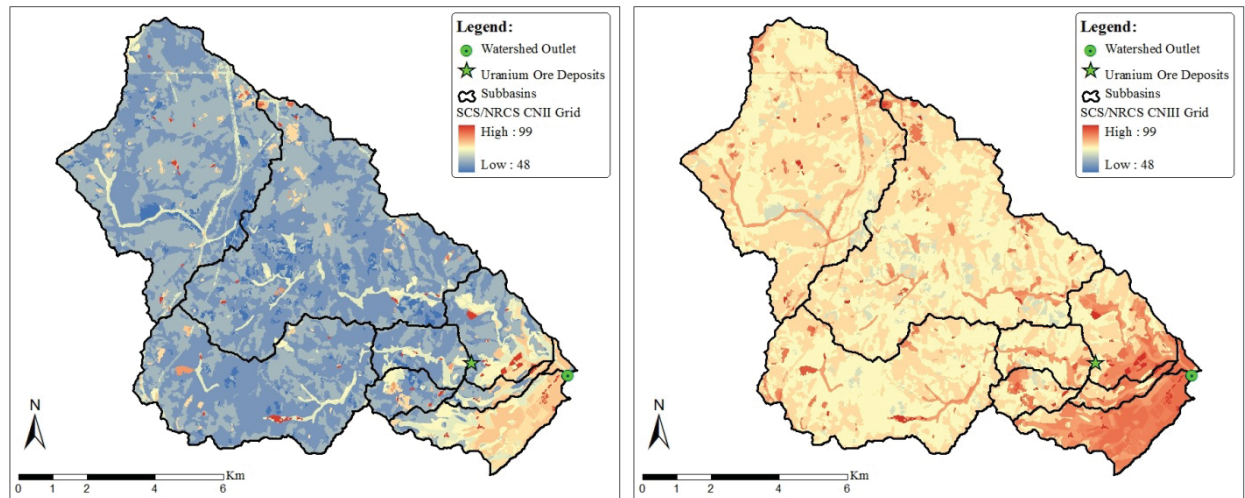 Legend:
Watershed Outlet
Uranium Ore Deposits
Subbasins
SCS/NRCS CNII Grid
High : 99
Low : 48
N
Km
0 1 2 4 6
Legend:
Watershed Outlet
Uranium Ore Deposits
Subbasins
SCS/NRCS CNIII Grid
High : 99
Low : 48
N
Km
0 1 2 4 6